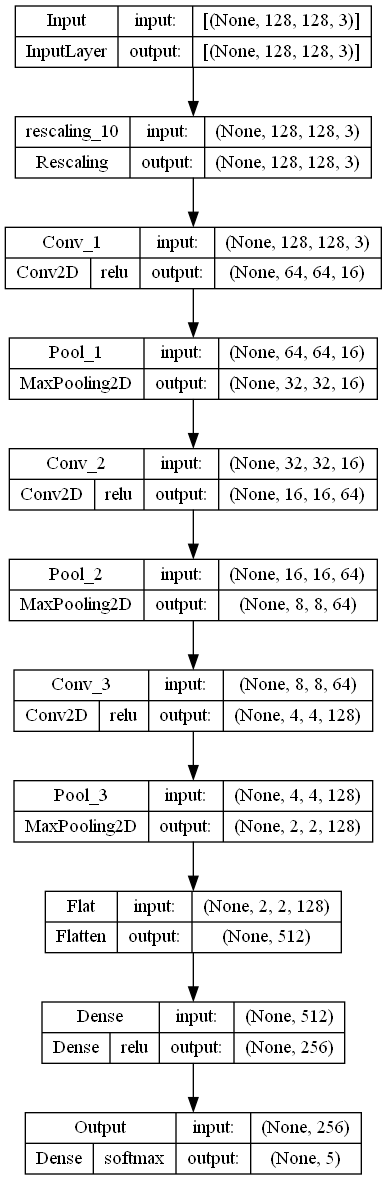 Input input: [(None, 128, 128, 3)]
InputLayer output: [(None, 128, 128, 3)]
rescaling_10 input: (None, 128, 128, 3)
Rescaling output: (None, 128, 128, 3)
Conv_1 input: (None, 128, 128, 3)
Conv2D relu output: (None, 64, 64, 16)
Pool_1 input: (None, 64, 64, 16)
MaxPooling2D output: (None, 32, 32, 16)
Conv_2 input: (None, 32, 32, 16)
Conv2D relu output: (None, 16, 16, 64)
Pool_2 input: (None, 16, 16, 64)
MaxPooling2D output: (None, 8, 8, 64)
Conv_3 input: (None, 8, 8, 64)
Conv2D relu output: (None, 4, 4, 128)
Pool_3 input: (None, 4, 4, 128)
MaxPooling2D output: (None, 2, 2, 128)
Flat input: (None, 2, 2, 128)
Flatten output: (None, 512)
Dense input: (None, 512)
Dense relu output: (None, 256)
Output input: (None, 256)
Dense softmax output: (None, 5)